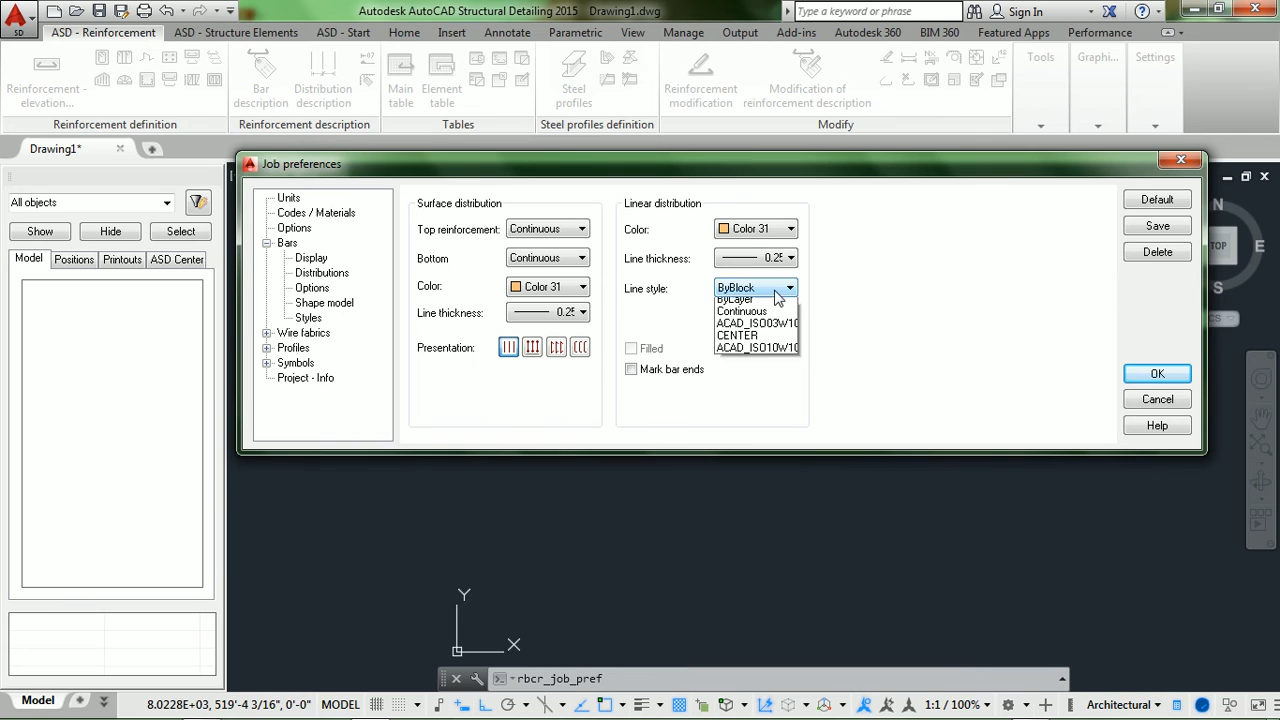 Autodesk AutoCAD Structural Detailing 2015 Drawing1.dwg
Type a keyword or phrase
Sign In
SD
ASD - Reinforcement
ASD - Structure Elements
ASD - Start
Home
Insert
Annotate
Parametric
View
Manage
Output
Add-ins
Autodesk 360
BIM 360
Featured Apps
Performance
Reinforcement - elevation...
Bar description
Distribution description
Main table
Element table
Steel profiles
Reinforcement modification
Modification of reinforcement description
Tools
Graphi...
Settings
Reinforcement definition
Reinforcement description
Tables
Steel profiles definition
Modify
Drawing1*
Job preferences
All objects
Show
Hide
Select
Model
Positions
Printouts
ASD Center
Units
Codes / Materials
Options
Bars
Display
Distributions
Options
Shape model
Styles
Wire fabrics
Profiles
Symbols
Project - Info
Surface distribution
Top reinforcement: Continuous
Bottom Continuous
Color: Color 31
Line thickness: 0.25
Presentation:
Linear distribution
Color: Color 31
Line thickness: 0.25
Line style: ByBlock
ByLayer
Continuous
ACAD_ISO03W10
CENTER
ACAD_ISO10W10
Filled
Mark bar ends
Default
Save
Delete
OK
Cancel
Help
N
TOP
E
S
Y
X
rbcr_job_pref
Model
8.0228E+03, 519'-4 3/16", 0'-0"
MODEL
1:1 / 100%
Architectural